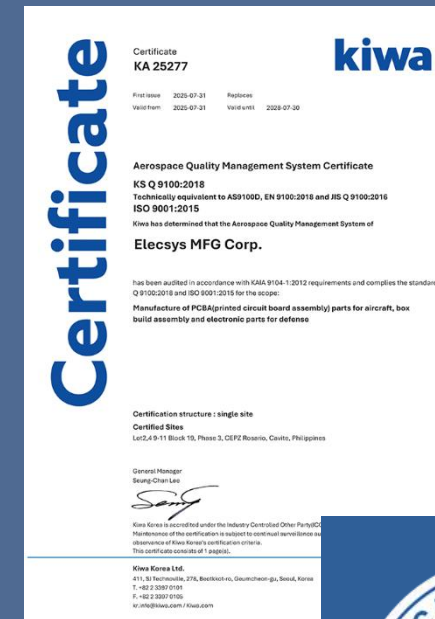 Certificate
kiwa
Certificate
KA 25277
First issue 2025-07-31 Replaces
Valid from 2025-07-31 Valid until 2028-07-30
Aerospace Quality Management System Certificate
KS Q 9100:2018
Technically equivalent to AS9100D, EN 9100:2018 and JIS Q 9100:2016
ISO 9001:2015
Kiwa has determined that the Aerospace Quality Management System of
Elecsys MFG Corp.
has been audited in accordance with KAIA 9104-1:2012 requirements and complies the standard
Q 9100:2018 and ISO 9001:2015 for the scope:
Manufacture of PCBA(printed circuit board assembly) parts for aircraft, box
build assembly and electronic parts for defense
Certification structure : single site
Certified Sites
Lot2,4 9-11 Block 19, Phase 3, CEPZ Rosario, Cavite, Philippines
General Manager
Seung-Chan Lee
Kiwa Korea is accredited under the Industry Controlled Other Party(ICO
Maintenance of the certification is subject to continual surveillance au
observance of Kiwa Korea's certification criteria.
This certificate consists of 1 page(s).
Kiwa Korea Ltd.
411, SJ Technoville, 278, Beotkkot-ro, Geumcheon-gu, Seoul, Korea
T. +82 2 3397 0101
F. +82 2 3397 0105
kr.info@kiwa.com / Kiwa.com